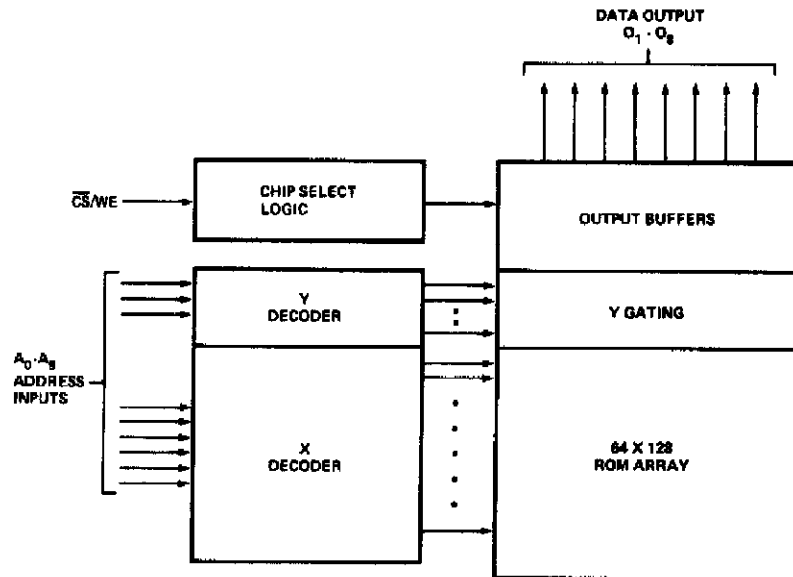 DATA OUTPUT
O₁ - O₈
CS̅/WE
CHIP SELECT
LOGIC
OUTPUT BUFFERS
Y
DECODER
Y GATING
A₀-A₉
ADDRESS
INPUTS
X
DECODER
64 X 128
ROM ARRAY